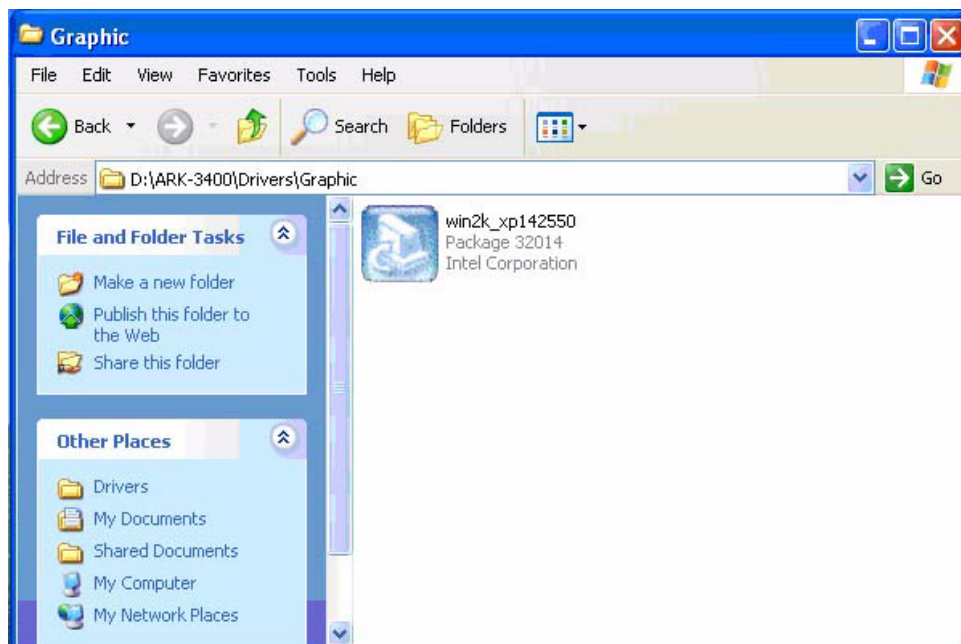 Graphic
File Edit View Favorites Tools Help
Back Search Folders
Address D:\ARK-3400\Drivers\Graphic Go
File and Folder Tasks
Make a new folder
Publish this folder to
the Web
Share this folder
Other Places
Drivers
My Documents
Shared Documents
My Computer
My Network Places
win2k_xp142550
Package 32014
Intel Corporation